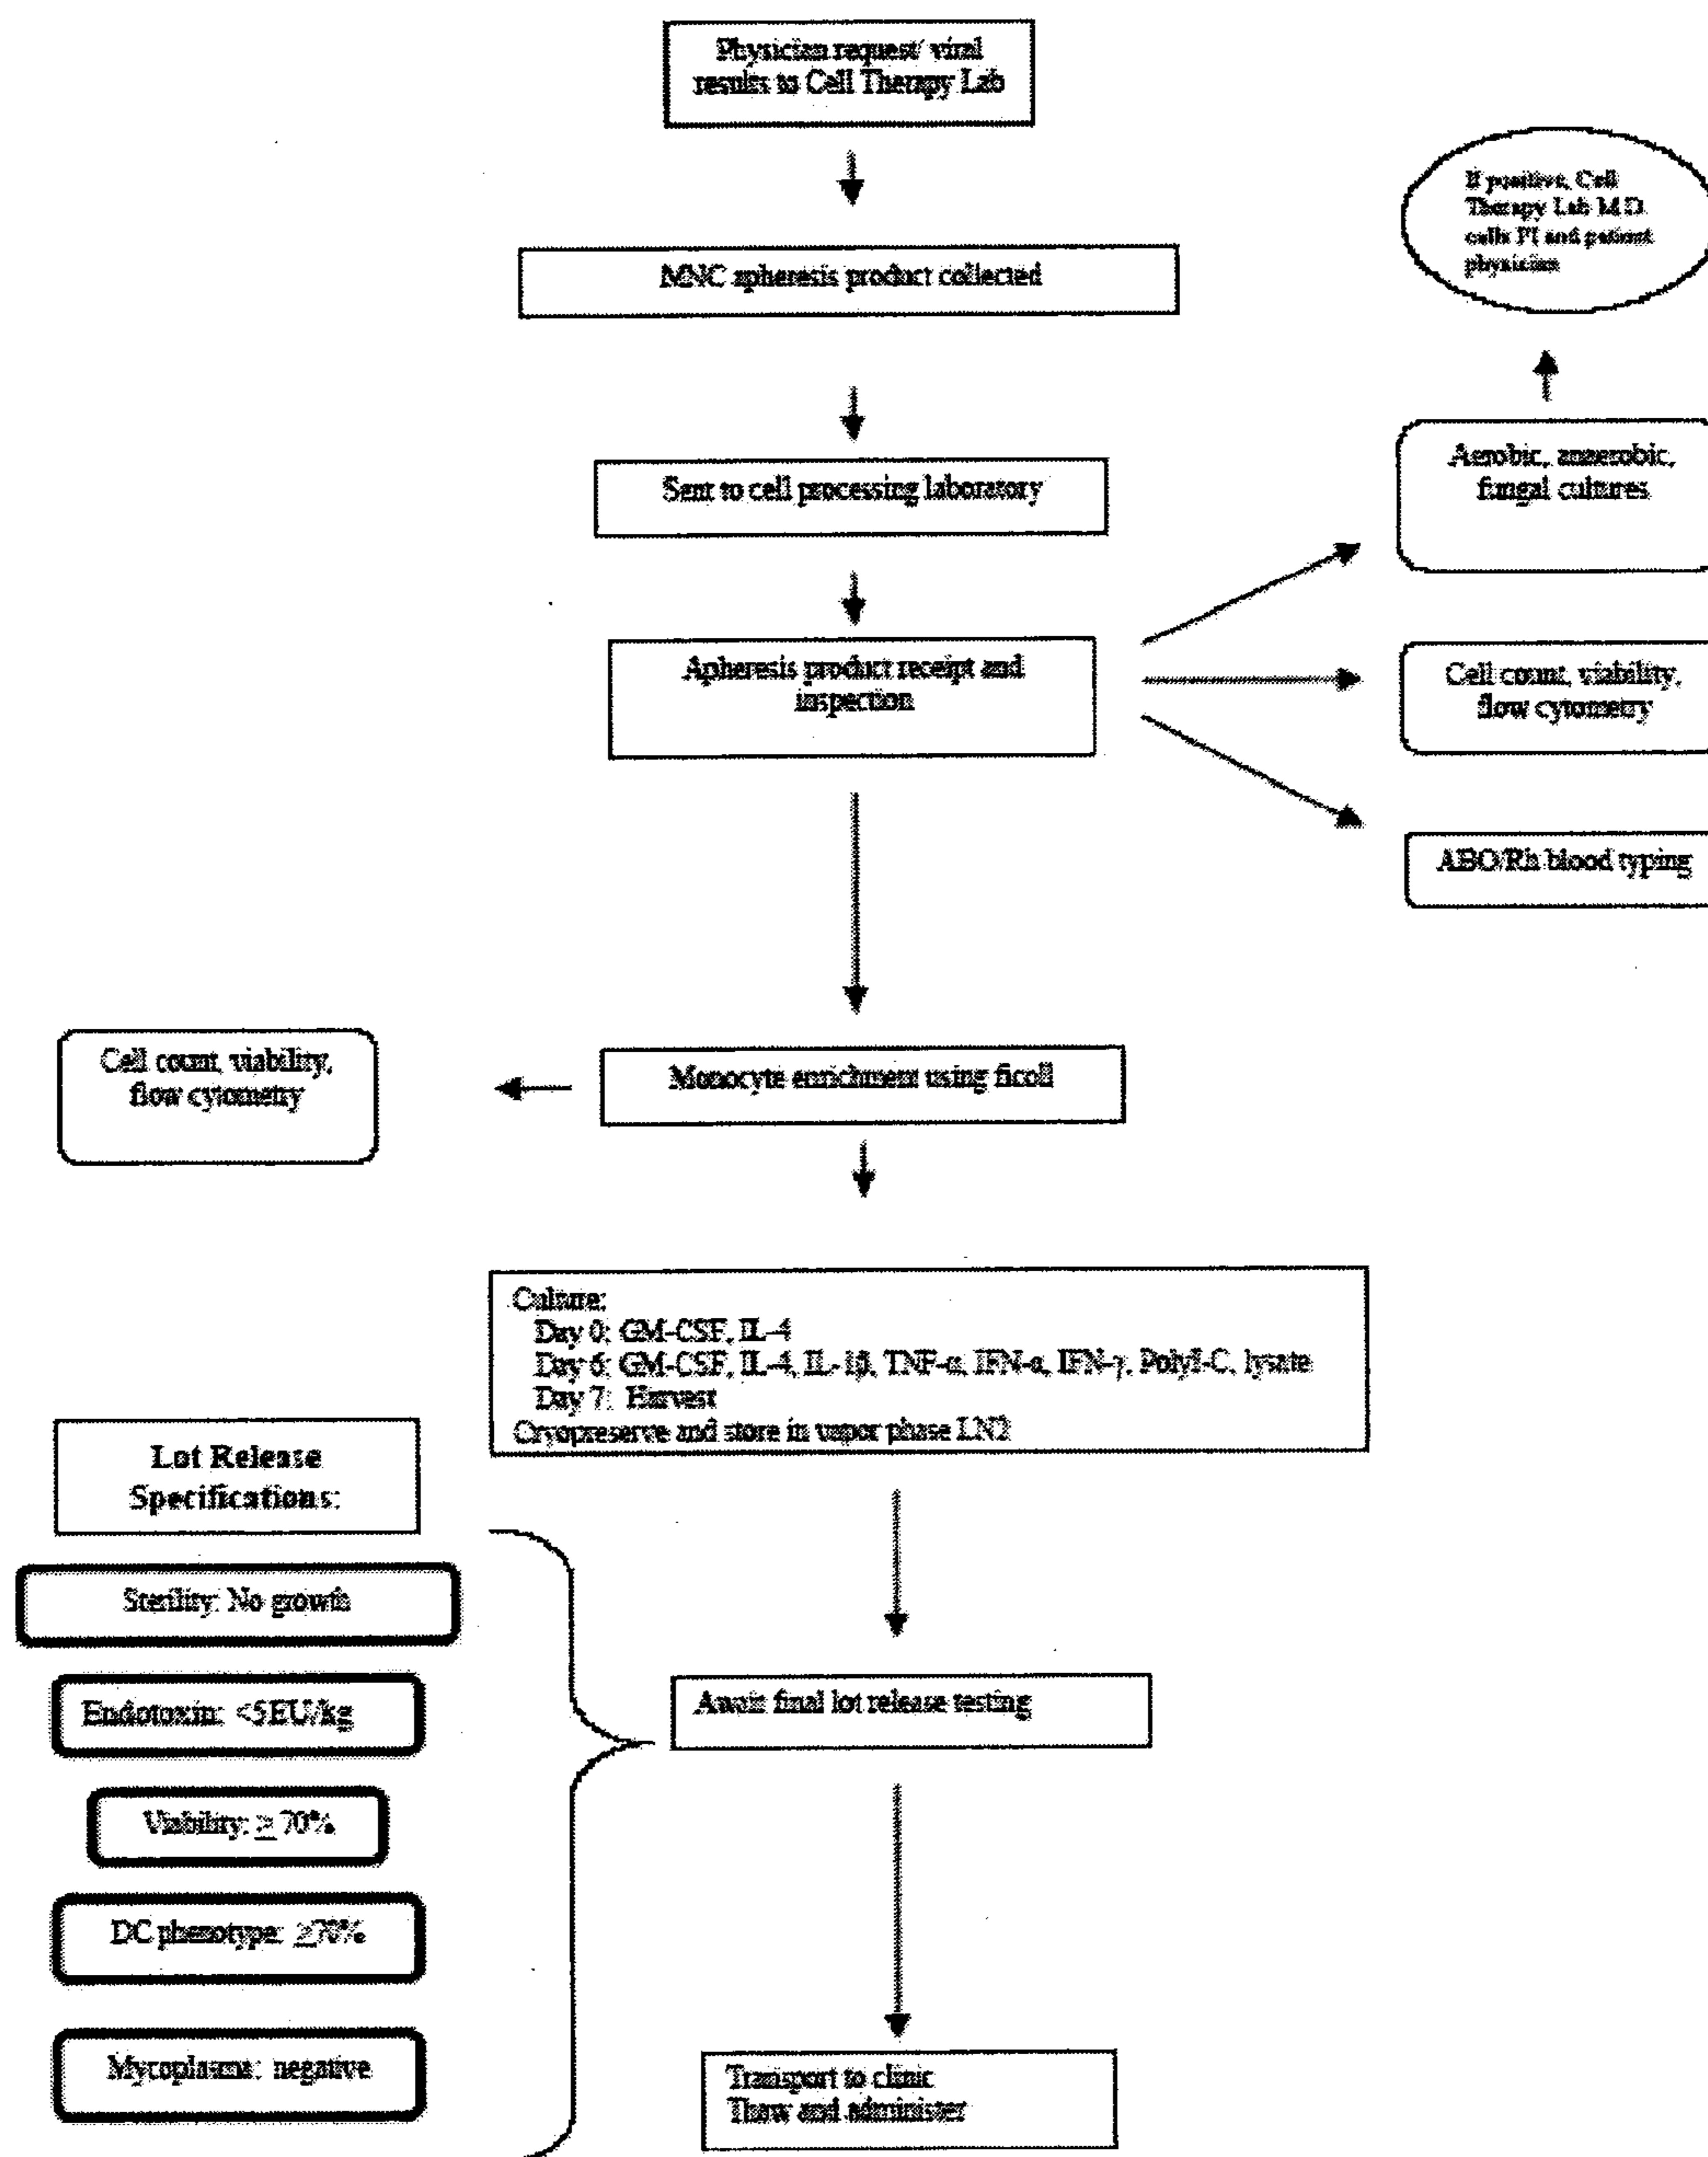 Physician request/ viral
results to Cell Therapy Lab
MNC apheresis product collected
If positive, Cell
Therapy Lab M.D.
calls PI and patient
physician
Sent to cell processing laboratory
Aerobic, anaerobic,
fungal cultures
Apheresis product receipt and
inspection
Cell count, viability,
flow cytometry
ABO/Rh blood typing
Cell count, viability,
flow cytometry
Monocyte enrichment using ficoll
Culture:
Day 0: GM-CSF, IL-4
Day 6: GM-CSF, IL-4, IL-1β, TNF-α, IFN-α, IFN-γ, PolyI-C, lysate
Day 7: Harvest
Cryopreserve and store in vapor phase LN2
Lot Release
Specifications:
Sterility: No growth
Endotoxin: <5EU/kg
Viability: ≥ 70%
DC phenotype: ≥70%
Mycoplasma: negative
Await final lot release testing
Transport to clinic
Thaw and administer